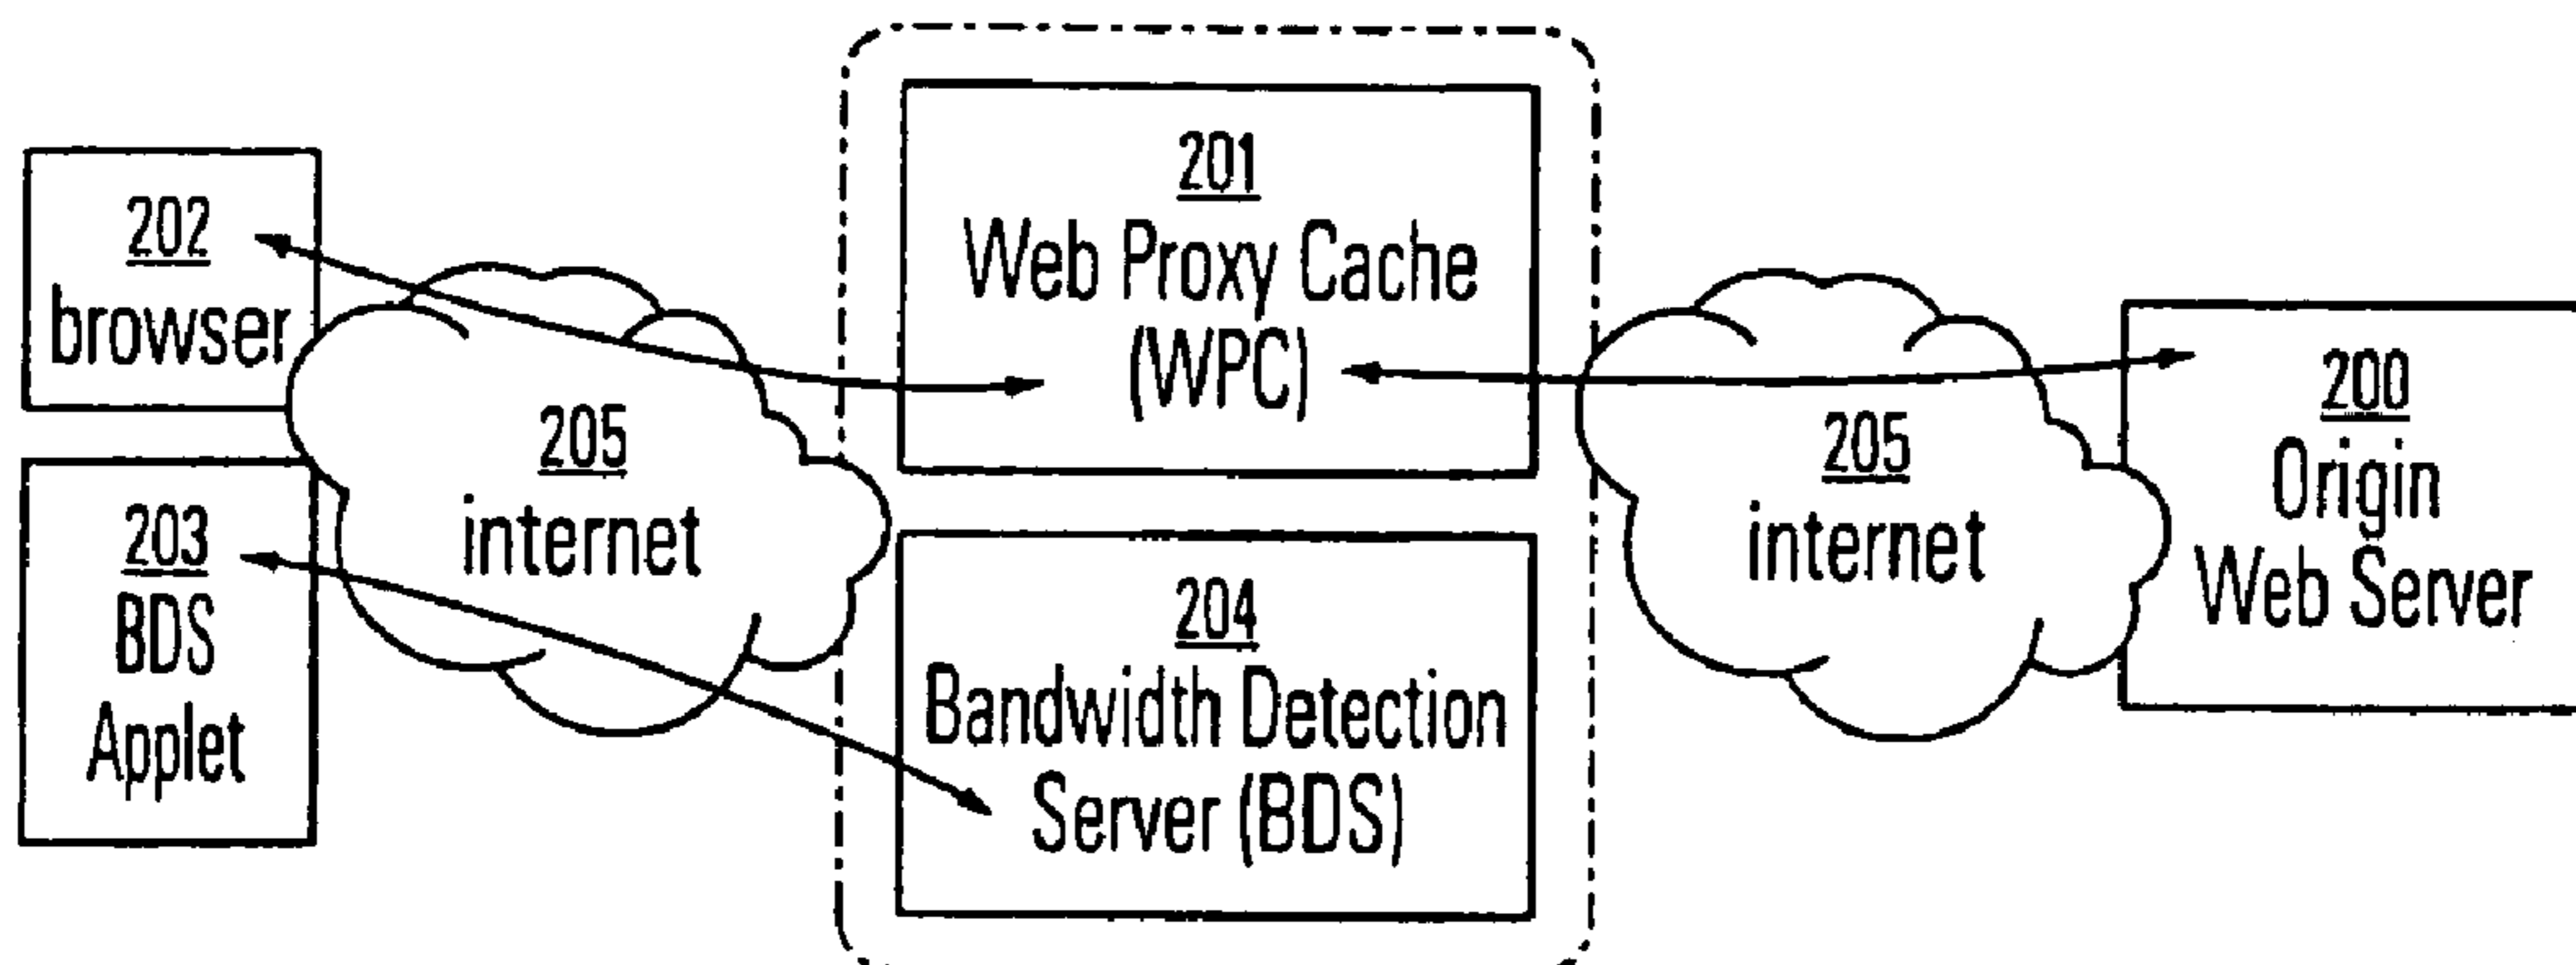 202
browser
203
BDS
Applet
205
internet
201
Web Proxy Cache
(WPC)
204
Bandwidth Detection
Server (BDS)
205
internet
200
Origin
Web Server